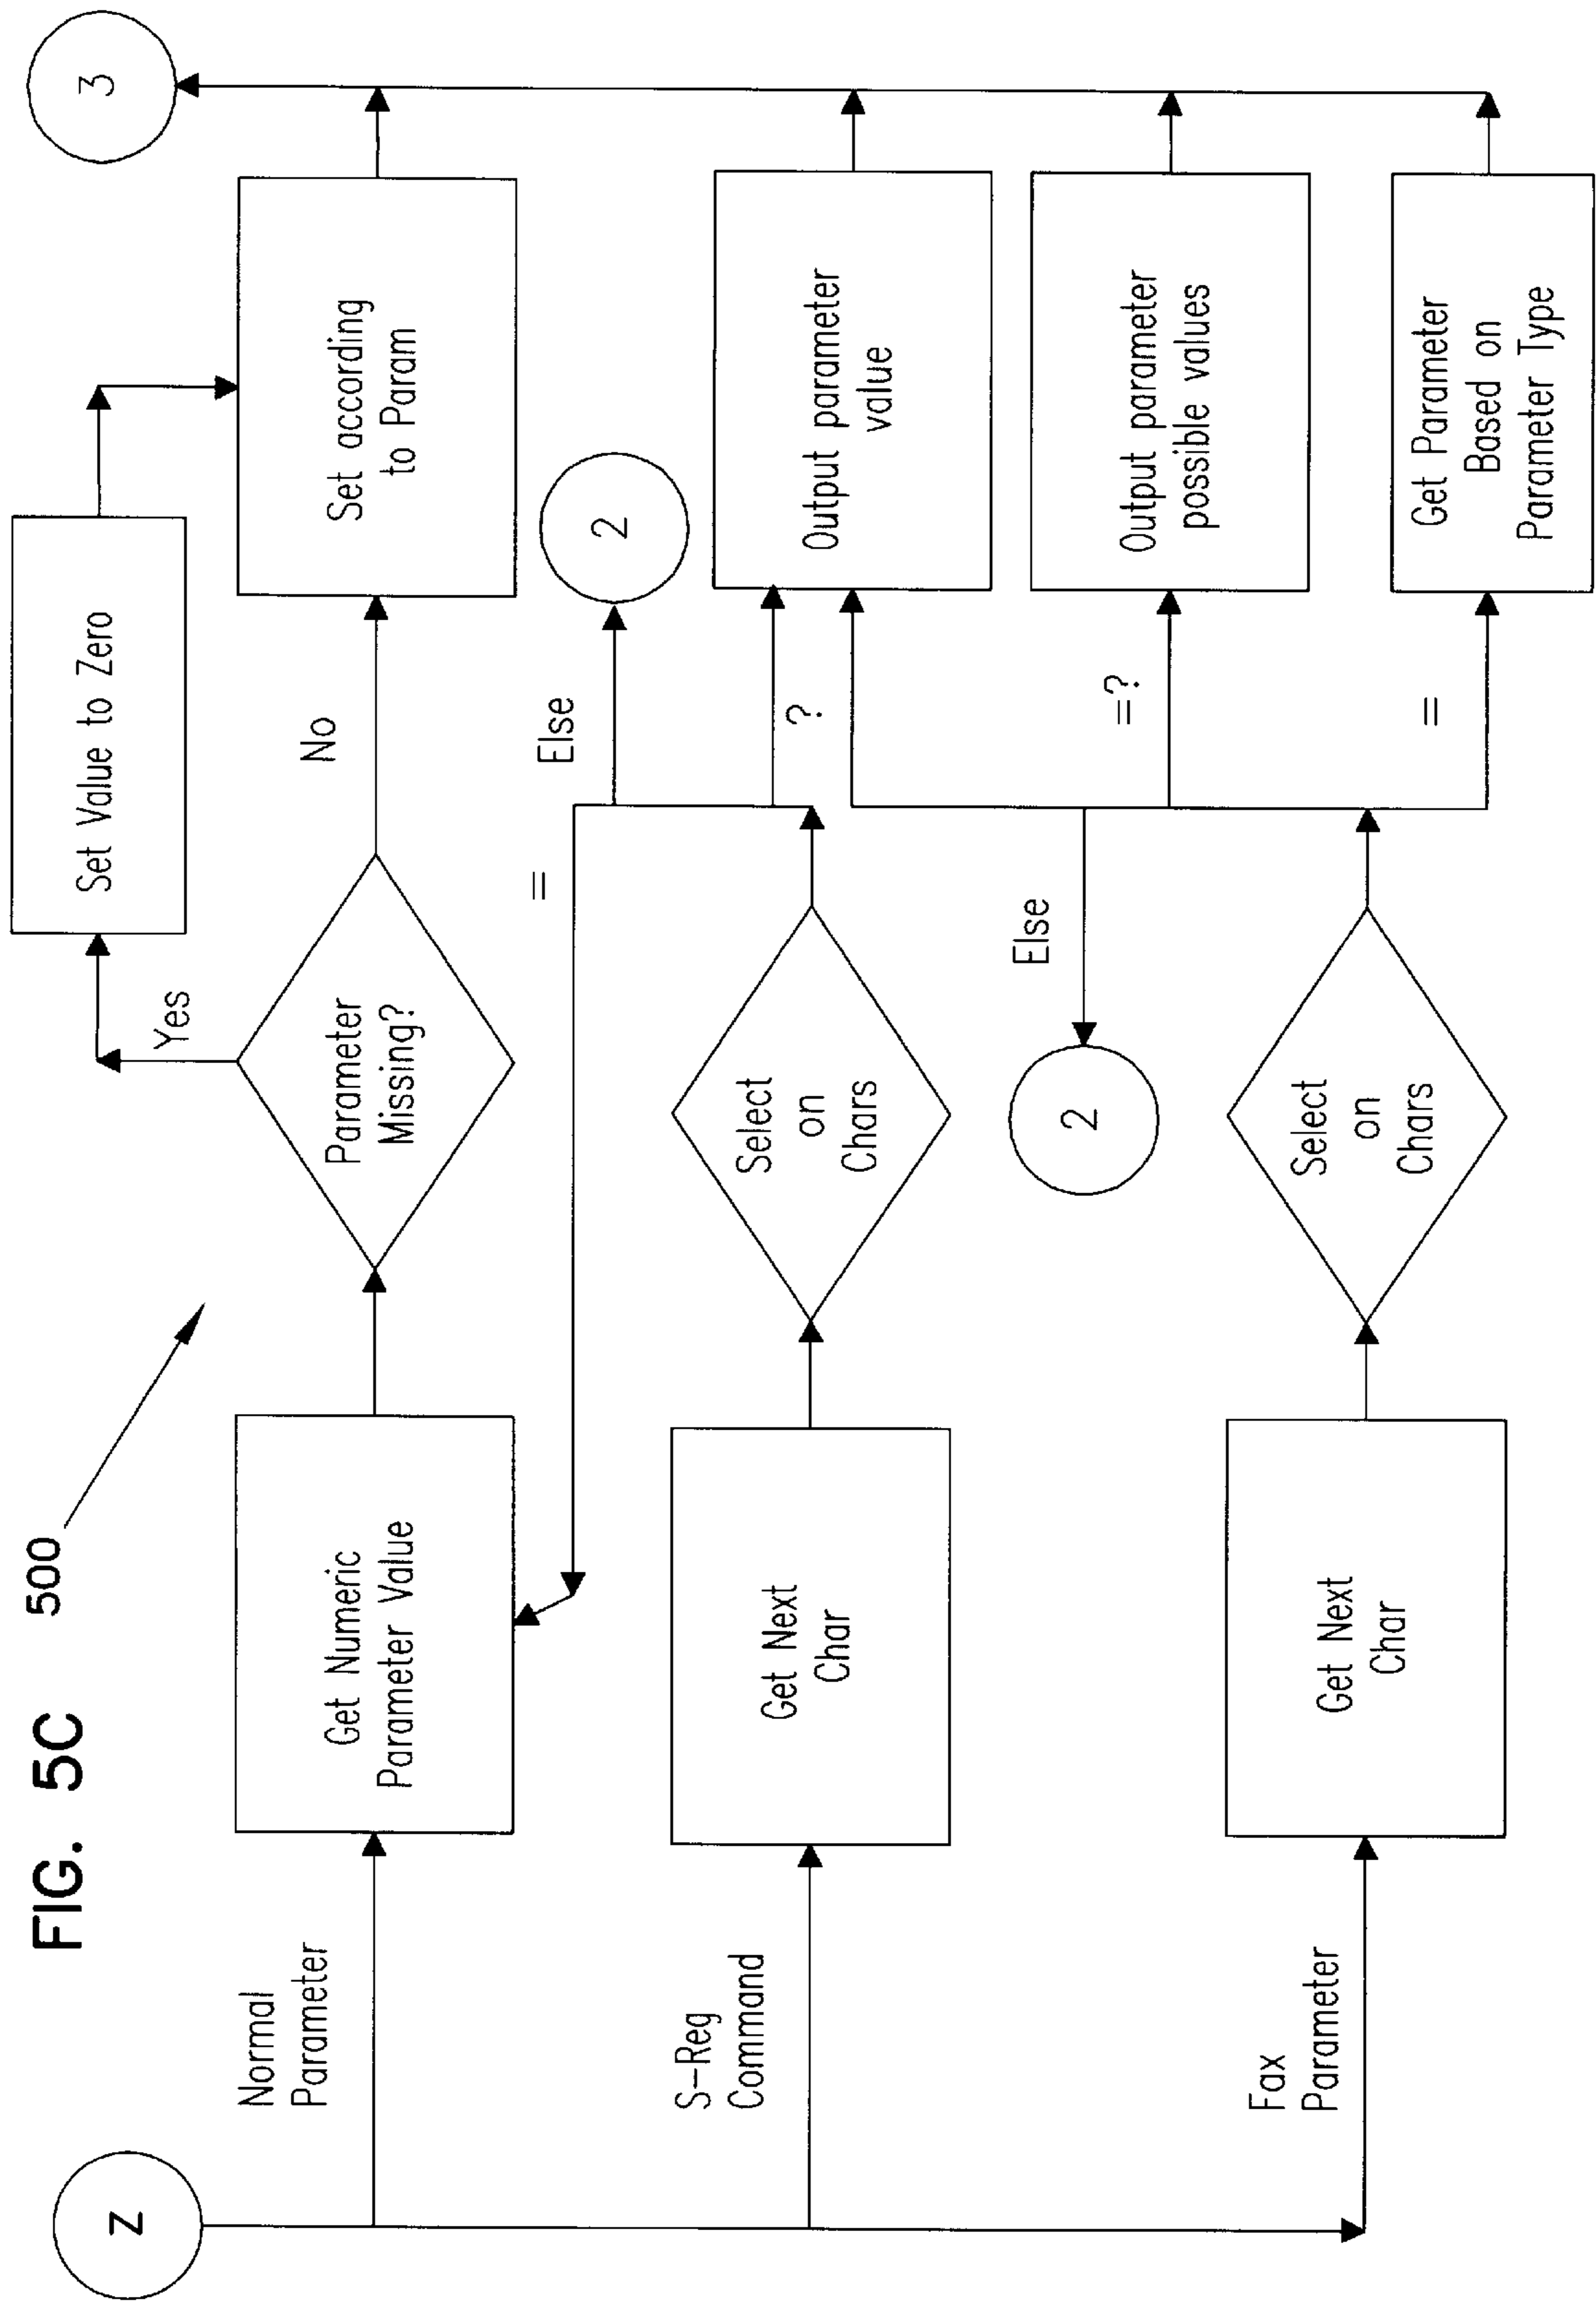 FIG. 5C
500
Z
Normal
Parameter
Get Numeric
Parameter Value
Parameter
Missing?
Yes
Set Value to Zero
No
Set according
to Param
3
=
Else
2
S-Reg
Command
Get Next
Char
Select
on
Chars
?
Output parameter
value
Else
2
=?
Output parameter
possible values
Fax
Parameter
Get Next
Char
Select
on
Chars
=
Get Parameter
Based on
Parameter Type